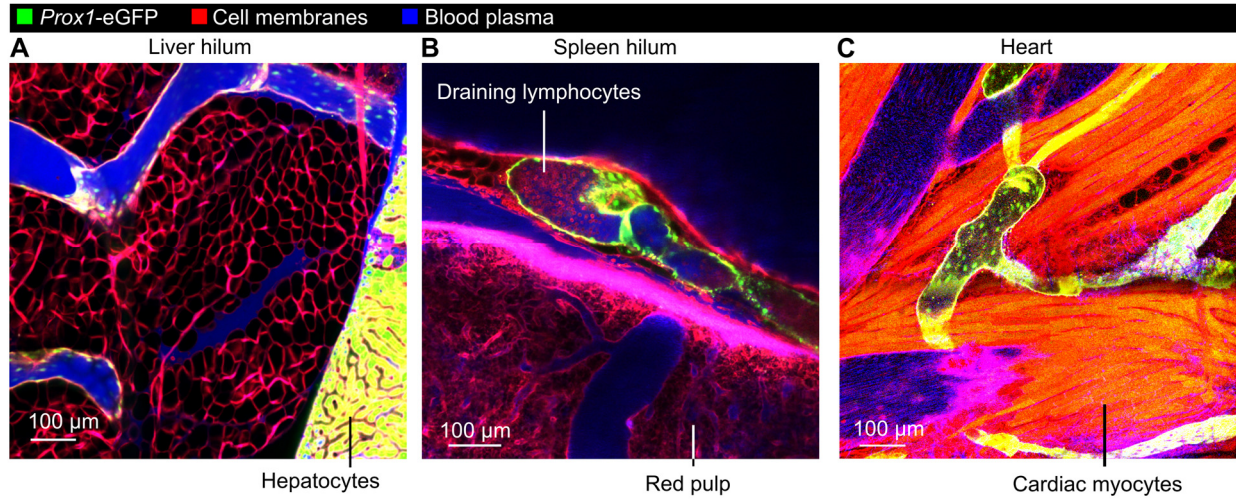 Prox1-eGFP Cell membranes Blood plasma
A Liver hilum
B Spleen hilum
C Heart
Draining lymphocytes
100 µm
100 µm
100 µm
Hepatocytes
Red pulp
Cardiac myocytes